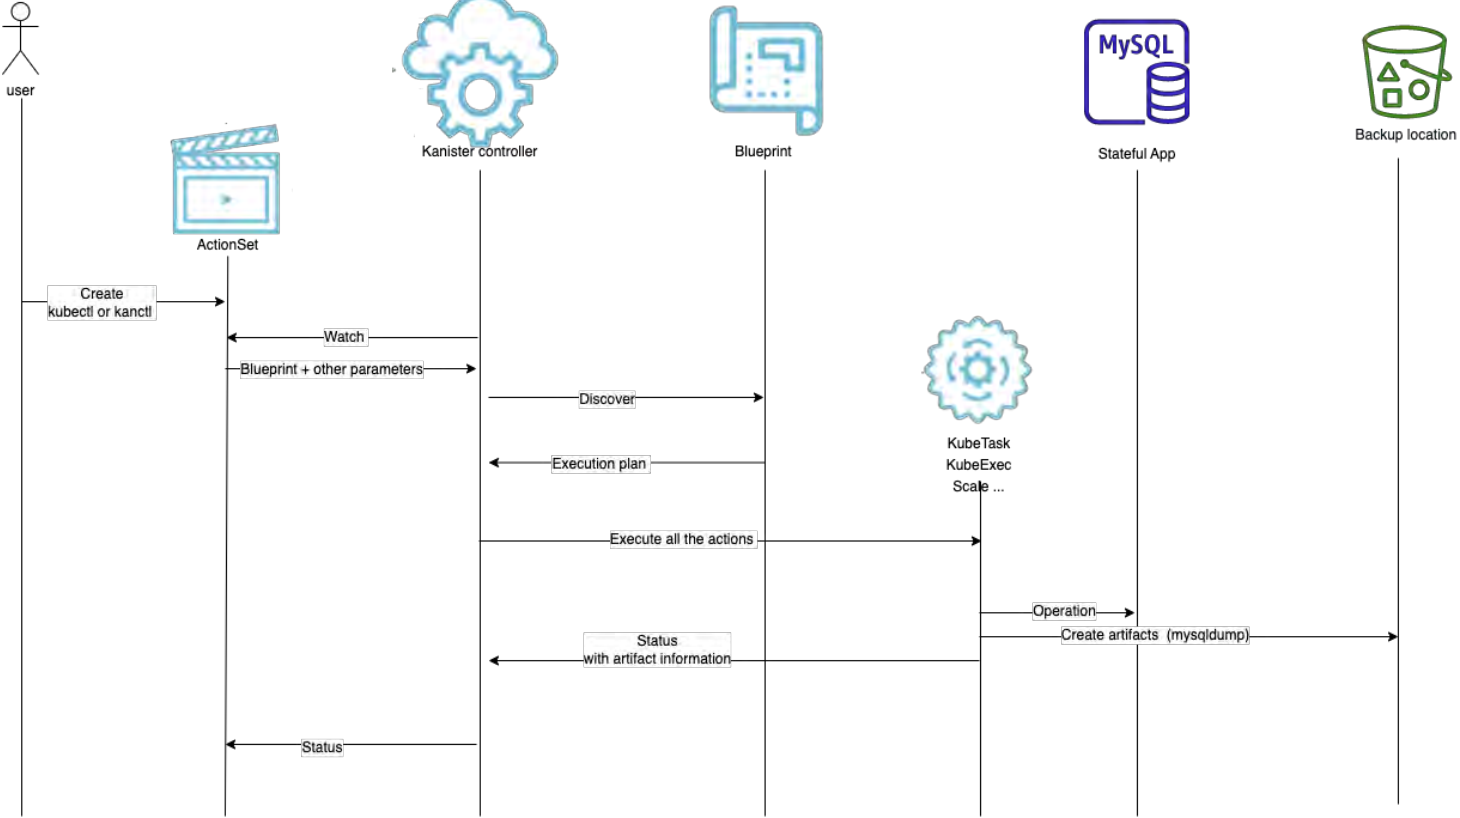 user
MySQL
Backup location
Kanister controller
Blueprint
Stateful App
ActionSet
Create
kubectl or kanctl
Watch
Blueprint + other parameters
Discover
KubeTask
KubeExec
Scale ...
Execution plan
Execute all the actions
Operation
Create artifacts (mysqldump)
Status
with artifact information
Status